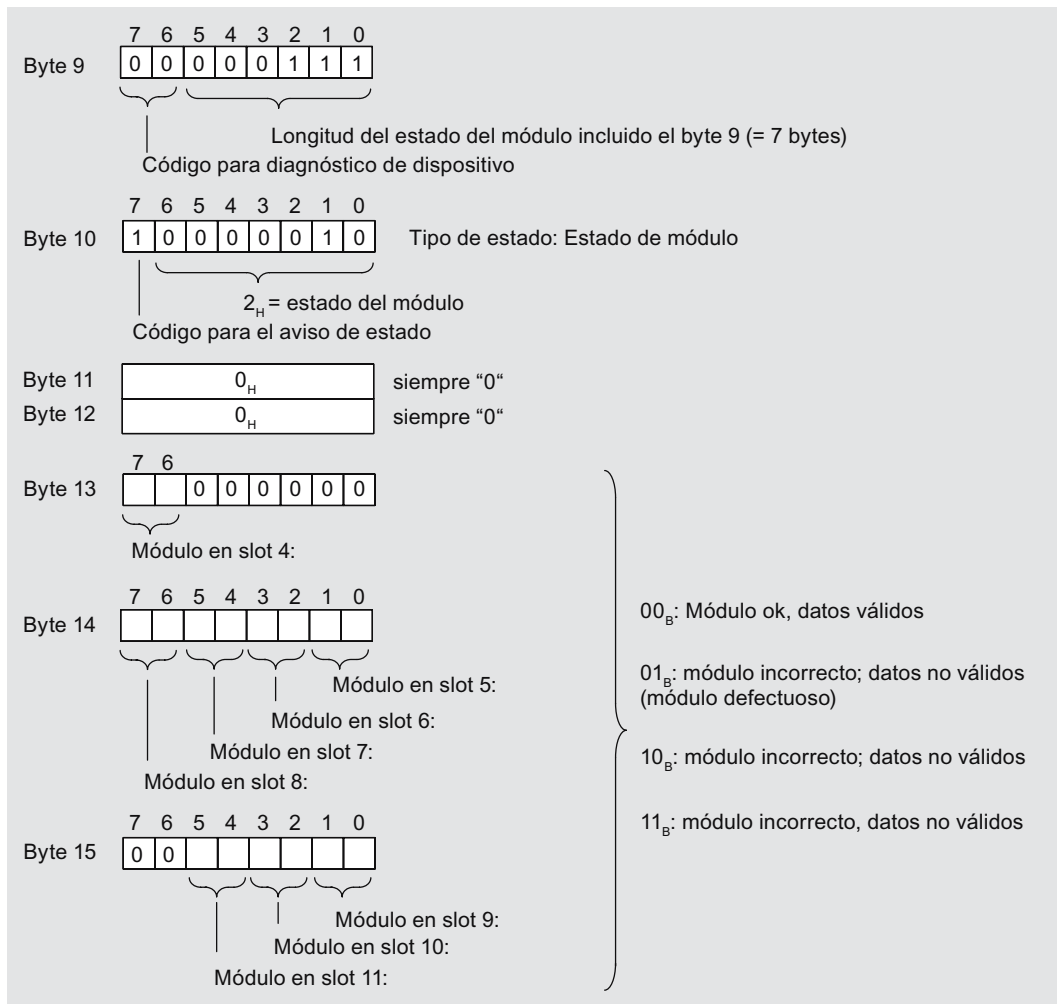 7 6 5 4 3 2 1 0
Byte 9 0 0 0 0 0 1 1 1
Longitud del estado del módulo incluido el byte 9 (= 7 bytes)
Código para diagnóstico de dispositivo
7 6 5 4 3 2 1 0
Byte 10 1 0 0 0 0 0 1 0 Tipo de estado: Estado de módulo
2H = estado del módulo
Código para el aviso de estado
Byte 11 0H siempre “0“
Byte 12 0H siempre “0“
7 6
Byte 13 0 0 0 0 0 0
Módulo en slot 4:
7 6 5 4 3 2 1 0
Byte 14
Módulo en slot 5:
Módulo en slot 6:
Módulo en slot 7:
Módulo en slot 8:
7 6 5 4 3 2 1 0
Byte 15 0 0
Módulo en slot 9:
Módulo en slot 10:
Módulo en slot 11:
00B: Módulo ok, datos válidos
01B: módulo incorrecto; datos no válidos
(módulo defectuoso)
10B: módulo incorrecto; datos no válidos
11B: módulo incorrecto, datos no válidos